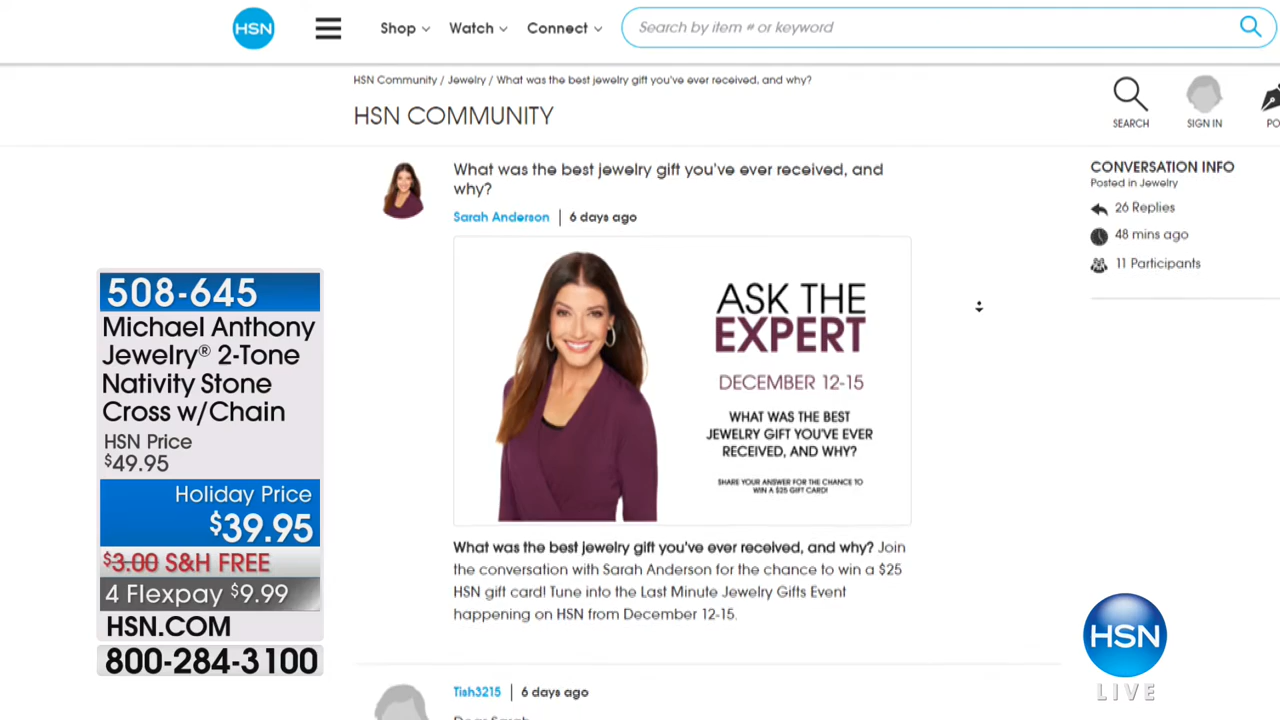 HSN
Shop
Watch
Connect
Search by item # or keyword
HSN Community / Jewelry / What was the best jewelry gift you've ever received, and why?
HSN COMMUNITY
SEARCH
SIGN IN
What was the best jewelry gift you've ever received, and
why?
Sarah Anderson | 6 days ago
CONVERSATION INFO
Posted in Jewelry
26 Replies
48 mins ago
11 Participants
ASK THE
EXPERT
DECEMBER 12-15
WHAT WAS THE BEST
JEWELRY GIFT YOU'VE EVER
RECEIVED, AND WHY?
SHARE YOUR ANSWER FOR THE CHANCE TO
WIN A $25 GIFT CARD!
What was the best jewelry gift you've ever received, and why? Join
the conversation with Sarah Anderson for the chance to win a $25
HSN gift card! Tune into the Last Minute Jewelry Gifts Event
happening on HSN from December 12-15.
Tish3215 | 6 days ago
Dear Sarah
508-645
Michael Anthony
Jewelry® 2-Tone
Nativity Stone
Cross w/Chain
HSN Price
$49.95
Holiday Price
$39.95
$3.00 S&H FREE
4 Flexpay $9.99
HSN.COM
800-284-3100
HSN
LIVE